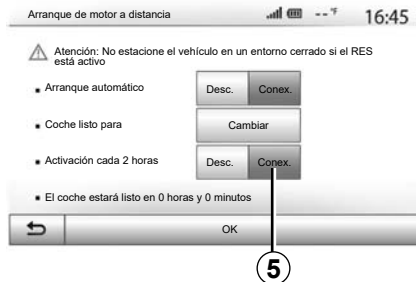 Arranque de motor a distancia
--°F
16:45
Atención: No estacione el vehículo en un entorno cerrado si el RES
está activo
Arranque automático
Desc.
Conex.
Coche listo para
Cambiar
Activación cada 2 horas
Desc.
Conex.
El coche estará listo en 0 horas y 0 minutos
OK
5